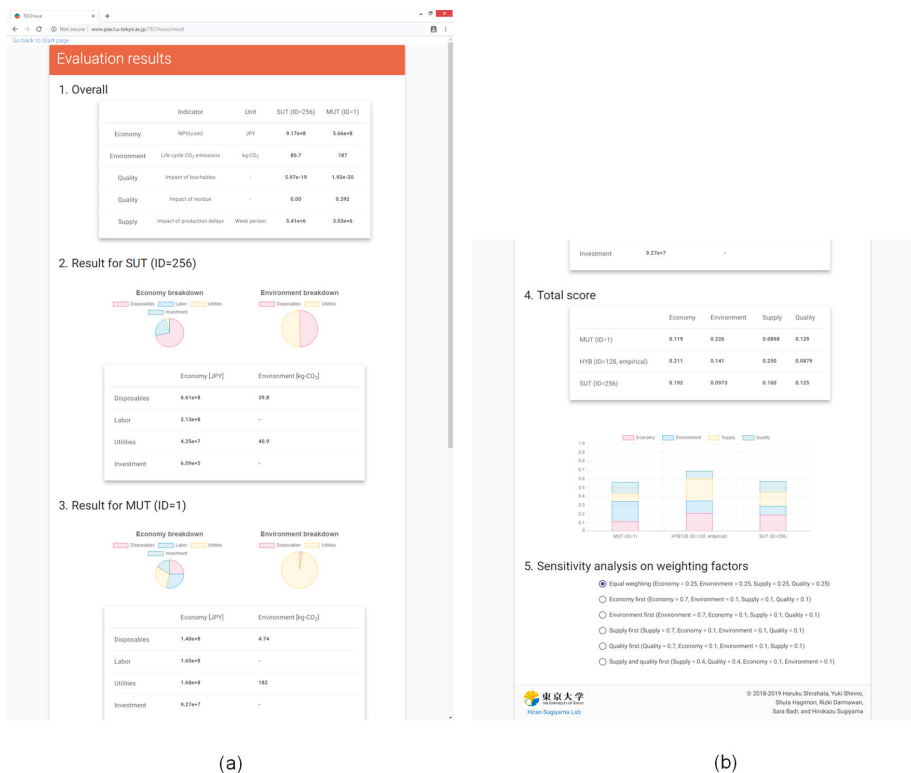 TECHoice
Not secure | www.pse.t.u-tokyo.ac.jp/TECHoice/result
Go back to Start page
Evaluation results
1. Overall
Indicator Unit SUT (ID=256) MUT (ID=1)
Economy NPV(cost) JPY 9.17e+8 5.66e+8
Environment Life cycle CO₂ emissions kg-CO₂ 80.7 187
Quality Impact of leachables - 5.97e-19 1.92e-20
Quality Impact of residue - 0.00 0.392
Supply Impact of production delays Week person 5.41e+6 3.03e+6
2. Result for SUT (ID=256)
Economy breakdown
Disposables Labor Utilities
Investment
Environment breakdown
Disposables Utilities
Economy [JPY] Environment [kg-CO₂]
Disposables 6.61e+8 39.8
Labor 2.13e+8 -
Utilities 4.25e+7 40.9
Investment 6.09e+5 -
3. Result for MUT (ID=1)
Economy breakdown
Disposables Labor Utilities
Investment
Environment breakdown
Disposables Utilities
Economy [JPY] Environment [kg-CO₂]
Disposables 1.40e+8 4.74
Labor 1.65e+8 -
Utilities 1.68e+8 182
Investment 9.27e+7 -
(a)
Investment 9.27e+7 -
4. Total score
Economy Environment Supply Quality
MUT (ID=1) 0.119 0.226 0.0898 0.129
HYB (ID=128, empirical) 0.211 0.141 0.250 0.0879
SUT (ID=256) 0.192 0.0973 0.160 0.125
Economy Environment Supply Quality
1.0
0.9
0.8
0.7
0.6
0.5
0.4
0.3
0.2
0.1
0
MUT (ID=1) HYB128 (ID=128, empirical) SUT (ID=256)
5. Sensitivity analysis on weighting factors
Equal weighting (Economy = 0.25, Environment = 0.25, Supply = 0.25, Quality = 0.25)
Economy first (Economy = 0.7, Environment = 0.1, Supply = 0.1, Quality = 0.1)
Environment first (Environment = 0.7, Economy = 0.1, Supply = 0.1, Quality = 0.1)
Supply first (Supply = 0.7, Economy = 0.1, Environment = 0.1, Quality = 0.1)
Quality first (Quality = 0.7, Economy = 0.1, Environment = 0.1, Supply = 0.1)
Supply and quality first (Supply = 0.4, Quality = 0.4, Economy = 0.1, Environment = 0.1)
東京大学
THE UNIVERSITY OF TOKYO
Hirao-Sugiyama Lab
© 2018-2019 Haruku Shirahata, Yuki Shinno,
Shuta Hagimori, Rizki Darmawan,
Sara Badr, and Hirokazu Sugiyama
(b)